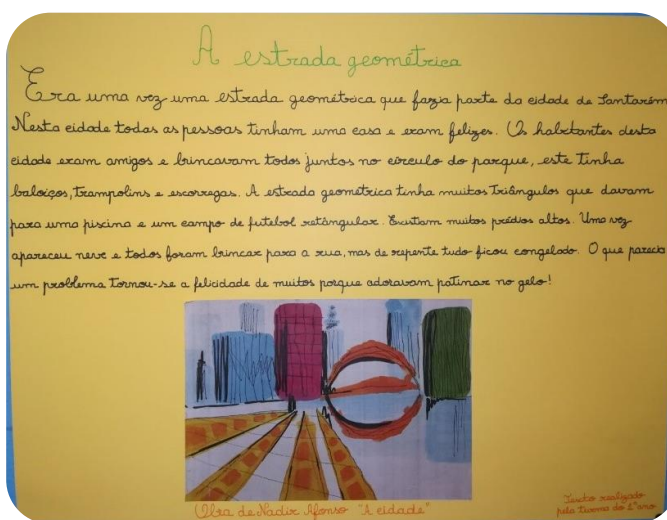 A estrada geométrica
Era uma vez uma estrada geométrica que fazia parte da cidade de Santarém
Nesta cidade todas as pessoas tinham uma casa e eram felizes. Os habitantes desta
cidade eram amigos e brincavam todos juntos no círculo do parque, este tinha
baloiços, trampolins e escorregas. A estrada geométrica tinha muitos triângulos que davam
para uma piscina e um campo de futebol retângular. Existam muitos prédios altos. Uma vez
apareceu neve e todos foram brincar para a rua, mas de repente tudo ficou congelado. O que parecia
um problema tornou-se a felicidade de muitos porque adoravam patinar no gelo!
Obra de Nadir Afonso "A cidade"
Texto realizado
pela turma do 2º ano